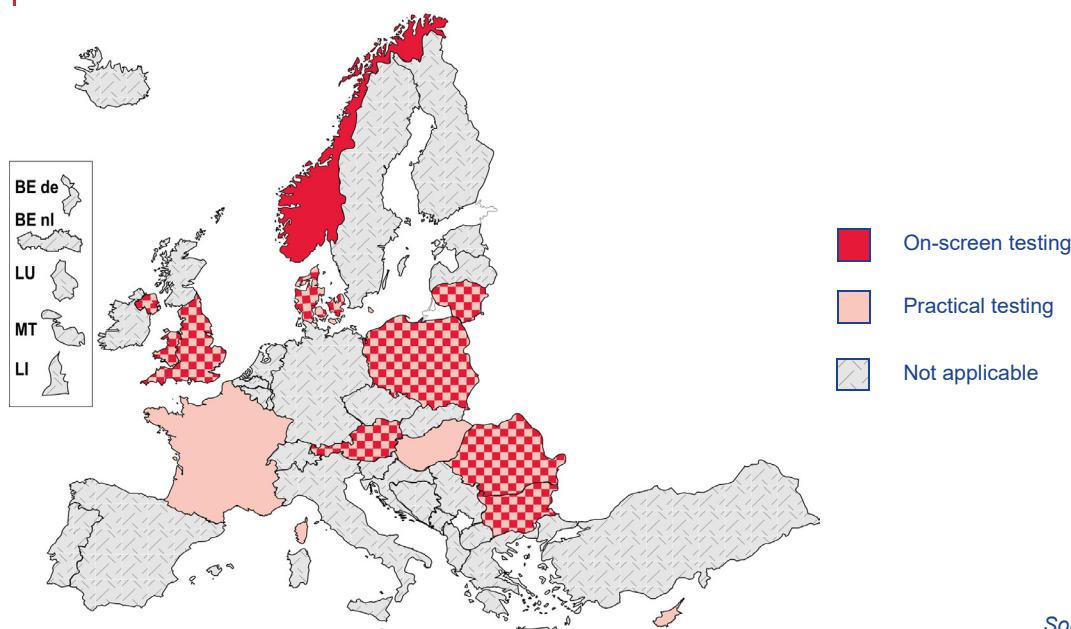 BE de
BE nl
LU
MT
LI
On-screen testing
Practical testing
Not applicable